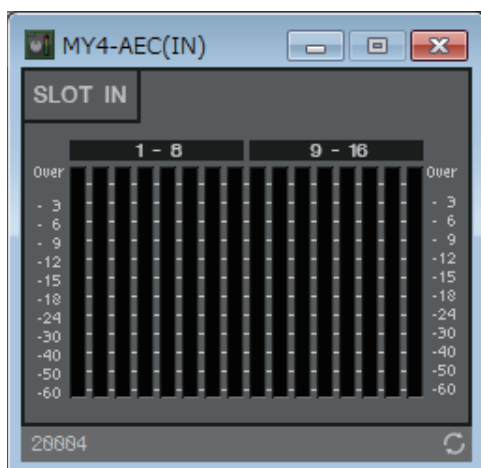 MY4-AEC(IN)
SLOT IN
1 - 8 9 - 16
Over Over
- 3 - 3
- 6 - 6
- 9 - 9
-12 -12
-15 -15
-18 -18
-24 -24
-30 -30
-40 -40
-50 -50
-60 -60
20004